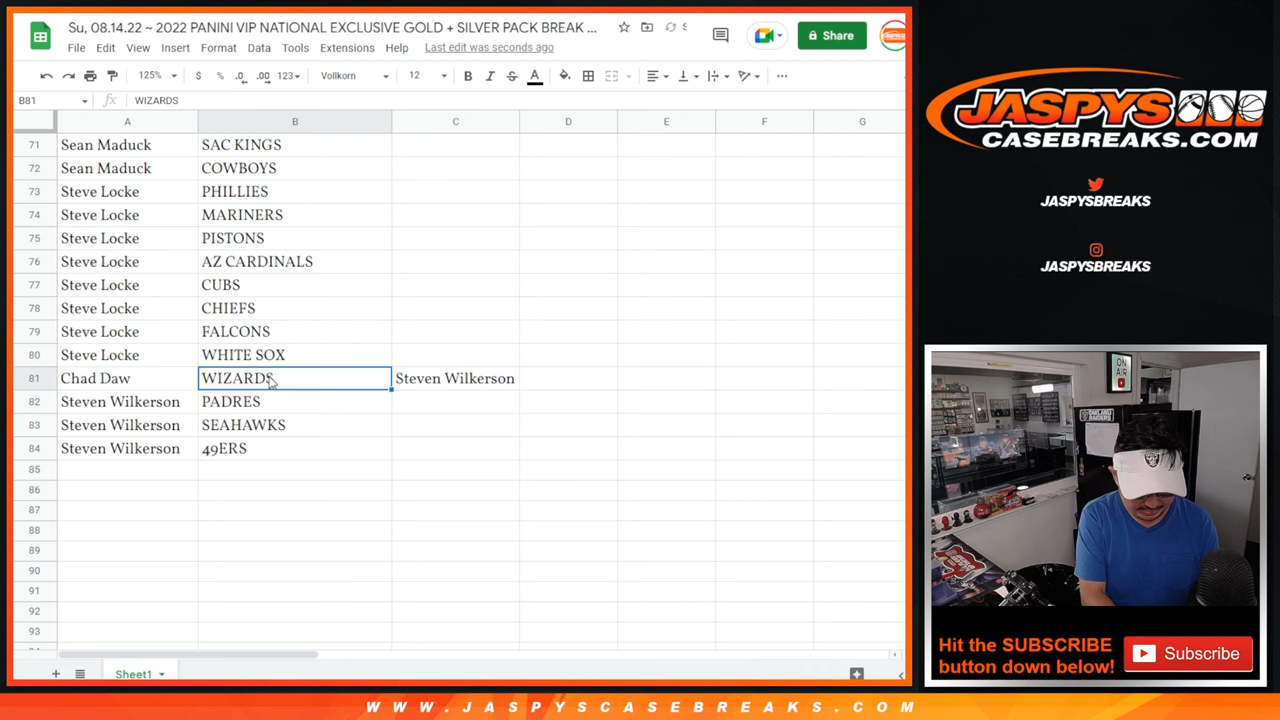 Su, 08.14.22 ~ 2022 PANINI VIP NATIONAL EXCLUSIVE GOLD + SILVER PACK BREAK ...
S
Share
File Edit View Insert Format Data Tools Extensions Help Last edit was seconds ago
125% $ % .0 .00 123 Vollkorn 12 B I S A
B81 fx WIZARDS
A B C D E F G
71 Sean Maduck SAC KINGS
72 Sean Maduck COWBOYS
73 Steve Locke PHILLIES
74 Steve Locke MARINERS
75 Steve Locke PISTONS
76 Steve Locke AZ CARDINALS
77 Steve Locke CUBS
78 Steve Locke CHIEFS
79 Steve Locke FALCONS
80 Steve Locke WHITE SOX
81 Chad Daw WIZARDS Steven Wilkerson
82 Steven Wilkerson PADRES
83 Steven Wilkerson SEAHAWKS
84 Steven Wilkerson 49ERS
85
86
87
88
89
90
91
92
93
Sheet1
JASPYS
CASEBREAKS.COM
JASPYSBREAKS
JASPYSBREAKS
ON AIR
Hit the SUBSCRIBE
button down below!
Subscribe
WWW.JASPYSCASEBREAKS.COM